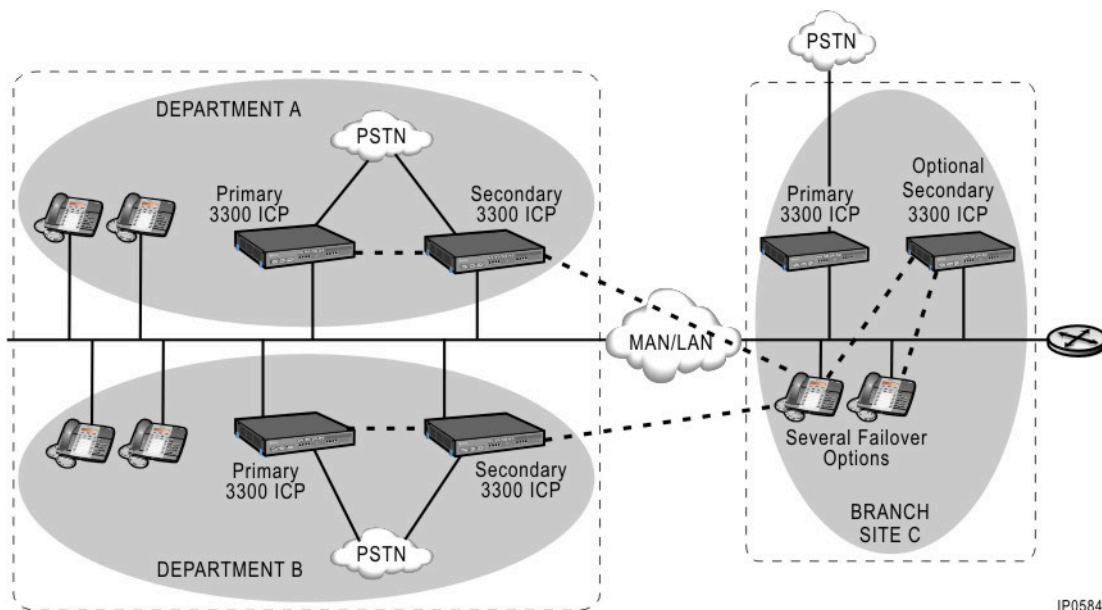 PSTN
DEPARTMENT A
PSTN
Primary
3300 ICP
Secondary
3300 ICP
Primary
3300 ICP
Optional
Secondary
3300 ICP
MAN/LAN
Primary
3300 ICP
Secondary
3300 ICP
Several Failover
Options
PSTN
DEPARTMENT B
BRANCH
SITE C
IP0584